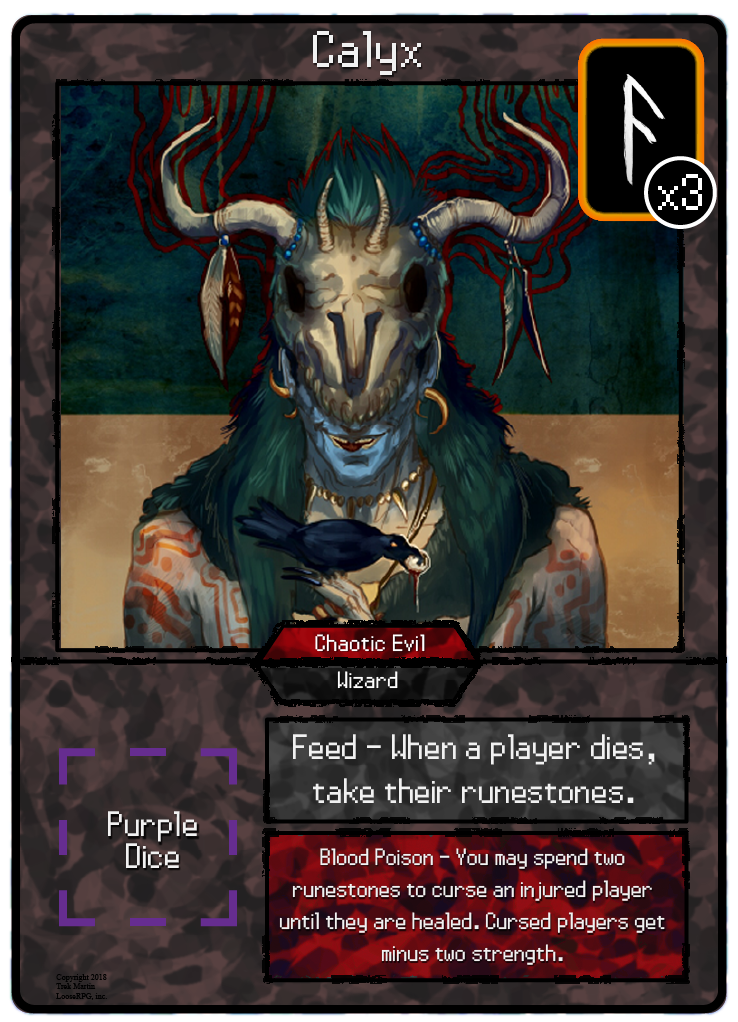 Calyx
ᚨ
x3
Chaotic Evil
Wizard
Feed - When a player dies,
take their runestones.
Purple
Dice
Blood Poison - You may spend two
runestones to curse an injured player
until they are healed. Cursed players get
minus two strength.
Copyright 2018
Trak Martin
LootaRPG, inc.